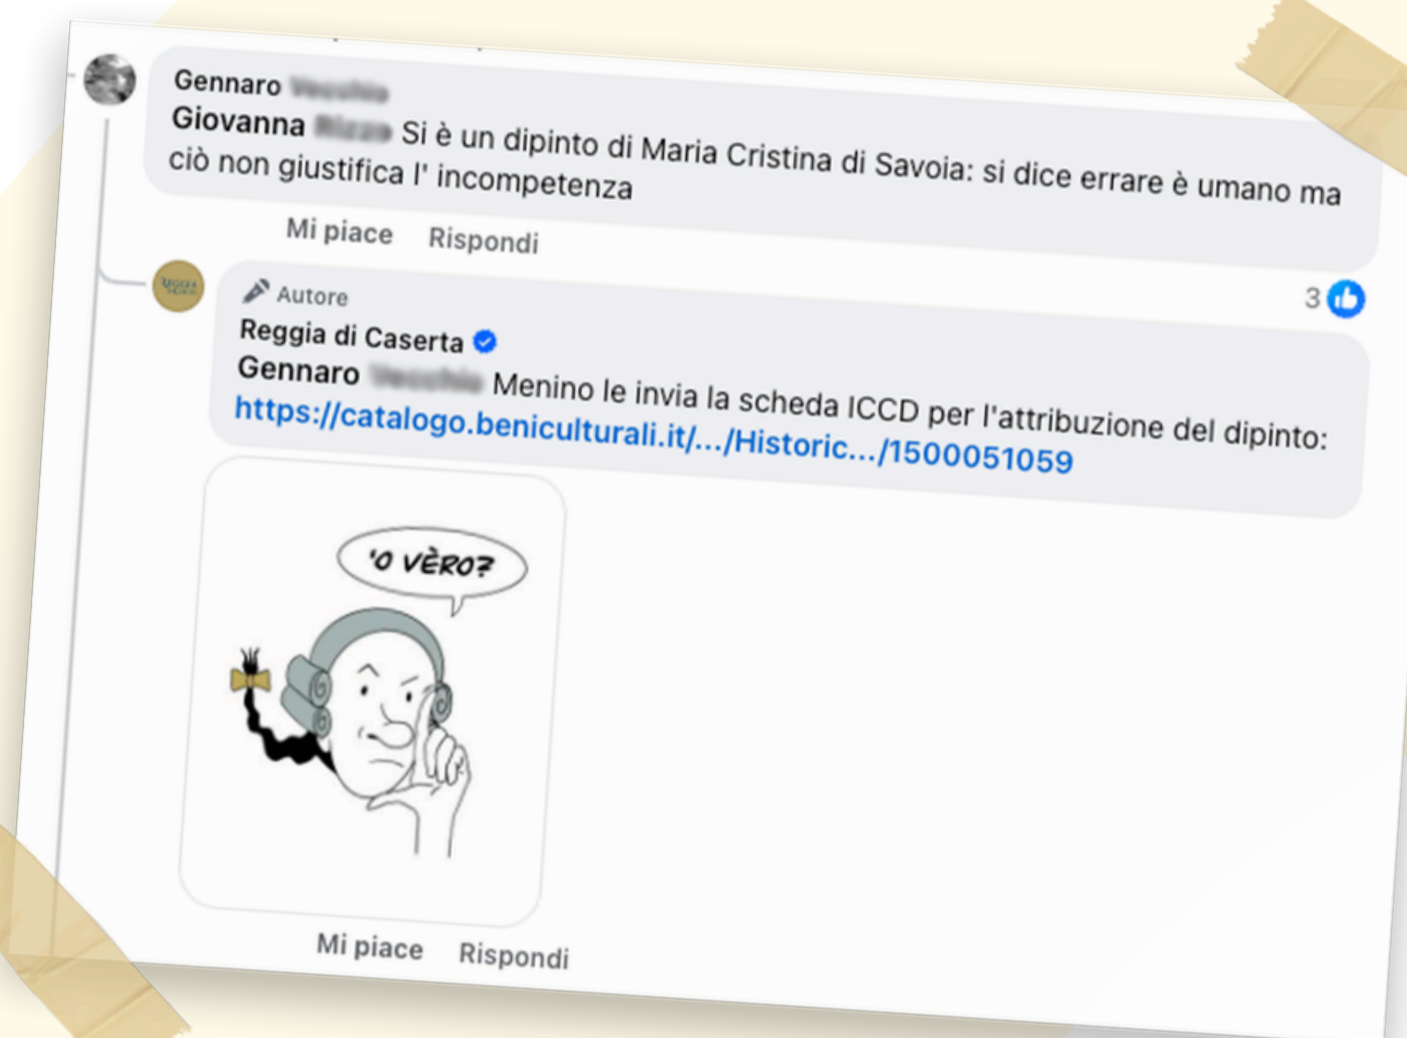 Gennaro
Giovanna Si è un dipinto di Maria Cristina di Savoia: si dice errare è umano ma
ciò non giustifica l' incompetenza
Mi piace Rispondi
3
Autore
Reggia di Caserta
Gennaro Menino le invia la scheda ICCD per l'attribuzione del dipinto:
https://catalogo.beniculturali.it/.../Historic.../1500051059
'O VÈRO?
Mi piace Rispondi